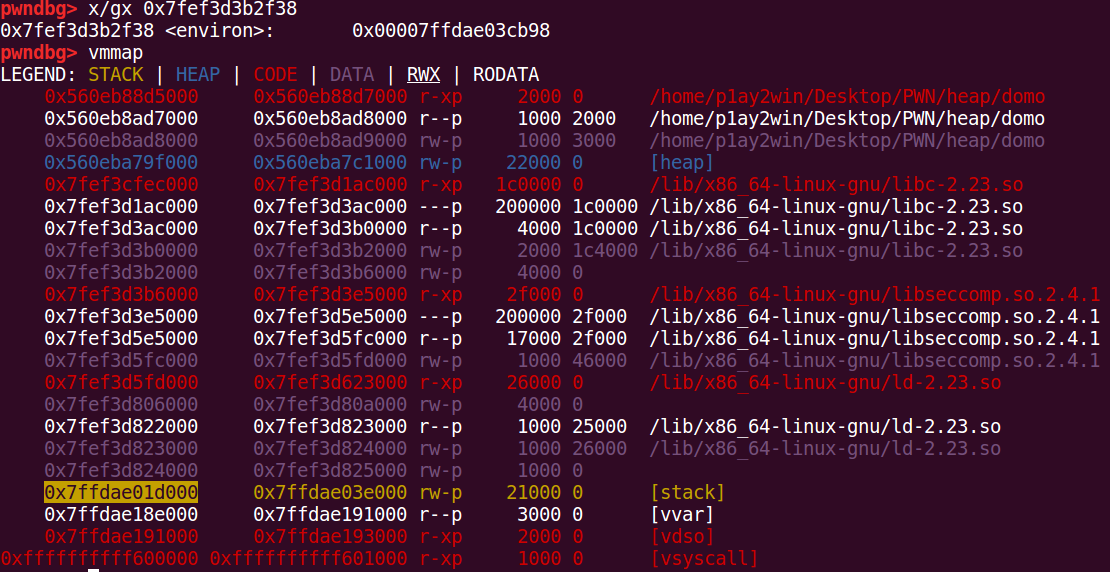 pwndbg> x/gx 0x7fef3d3b2f38
0x7fef3d3b2f38 <environ>:       0x00007ffdae03cb98
pwndbg> vmmap
LEGEND: STACK | HEAP | CODE | DATA | RWX | RODATA
    0x560eb88d5000     0x560eb88d7000 r-xp     2000 0      /home/p1ay2win/Desktop/PWN/heap/domo
    0x560eb8ad7000     0x560eb8ad8000 r--p     1000 2000   /home/p1ay2win/Desktop/PWN/heap/domo
    0x560eb8ad8000     0x560eb8ad9000 rw-p     1000 3000   /home/p1ay2win/Desktop/PWN/heap/domo
    0x560eba79f000     0x560eba7c1000 rw-p    22000 0      [heap]
    0x7fef3cfec000     0x7fef3d1ac000 r-xp   1c0000 0      /lib/x86_64-linux-gnu/libc-2.23.so
    0x7fef3d1ac000     0x7fef3d3ac000 ---p   200000 1c0000 /lib/x86_64-linux-gnu/libc-2.23.so
    0x7fef3d3ac000     0x7fef3d3b0000 r--p     4000 1c0000 /lib/x86_64-linux-gnu/libc-2.23.so
    0x7fef3d3b0000     0x7fef3d3b2000 rw-p     2000 1c4000 /lib/x86_64-linux-gnu/libc-2.23.so
    0x7fef3d3b2000     0x7fef3d3b6000 rw-p     4000 0
    0x7fef3d3b6000     0x7fef3d3e5000 r-xp    2f000 0      /lib/x86_64-linux-gnu/libseccomp.so.2.4.1
    0x7fef3d3e5000     0x7fef3d5e5000 ---p   200000 2f000  /lib/x86_64-linux-gnu/libseccomp.so.2.4.1
    0x7fef3d5e5000     0x7fef3d5fc000 r--p    17000 2f000  /lib/x86_64-linux-gnu/libseccomp.so.2.4.1
    0x7fef3d5fc000     0x7fef3d5fd000 rw-p     1000 46000  /lib/x86_64-linux-gnu/libseccomp.so.2.4.1
    0x7fef3d5fd000     0x7fef3d623000 r-xp    26000 0      /lib/x86_64-linux-gnu/ld-2.23.so
    0x7fef3d806000     0x7fef3d80a000 rw-p     4000 0
    0x7fef3d822000     0x7fef3d823000 r--p     1000 25000  /lib/x86_64-linux-gnu/ld-2.23.so
    0x7fef3d823000     0x7fef3d824000 rw-p     1000 26000  /lib/x86_64-linux-gnu/ld-2.23.so
    0x7fef3d824000     0x7fef3d825000 rw-p     1000 0
    0x7ffdae01d000     0x7ffdae03e000 rw-p    21000 0      [stack]
    0x7ffdae18e000     0x7ffdae191000 r--p     3000 0      [vvar]
    0x7ffdae191000     0x7ffdae193000 r-xp     2000 0      [vdso]
0xffffffffff600000 0xffffffffff601000 r-xp     1000 0      [vsyscall]